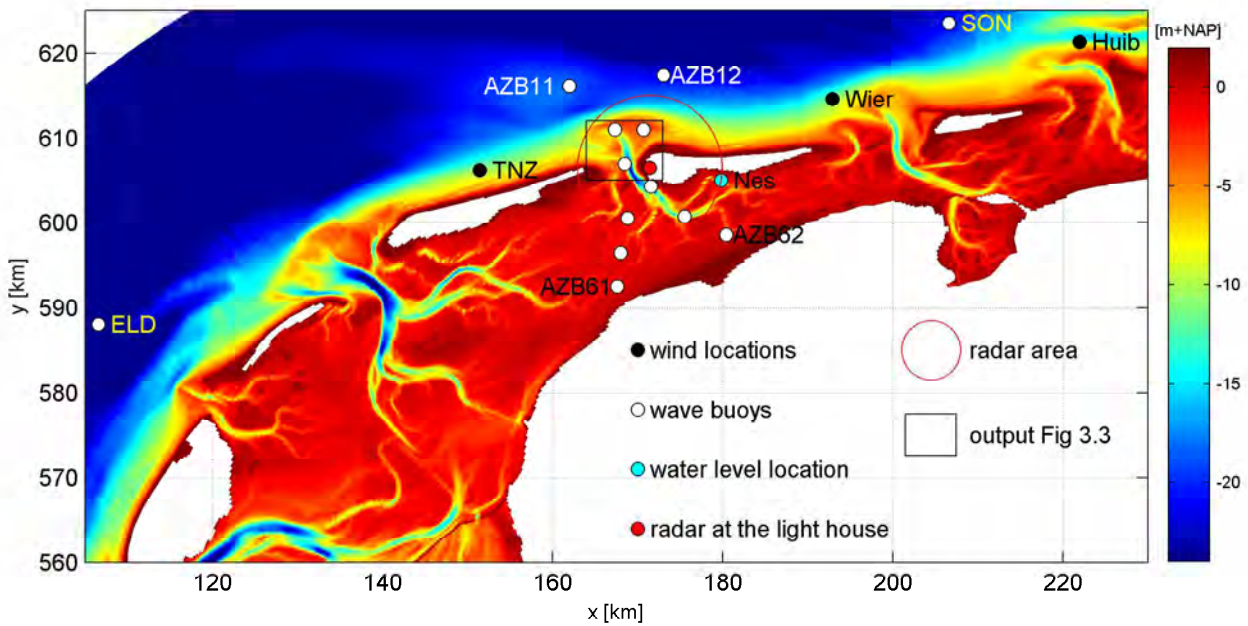 SON
[m+NAP]
625
Huib
AZB11
AZB12
0
620
Wier
610
TNZ
Nes
-5
600
AZB62
AZB61
590
-10
ELD
wind locations
radar area
580
-15
wave buoys
output Fig 3.3
570
water level location
-20
radar at the light house
560
120
140
160
180
200
220
x [km]
y [km]